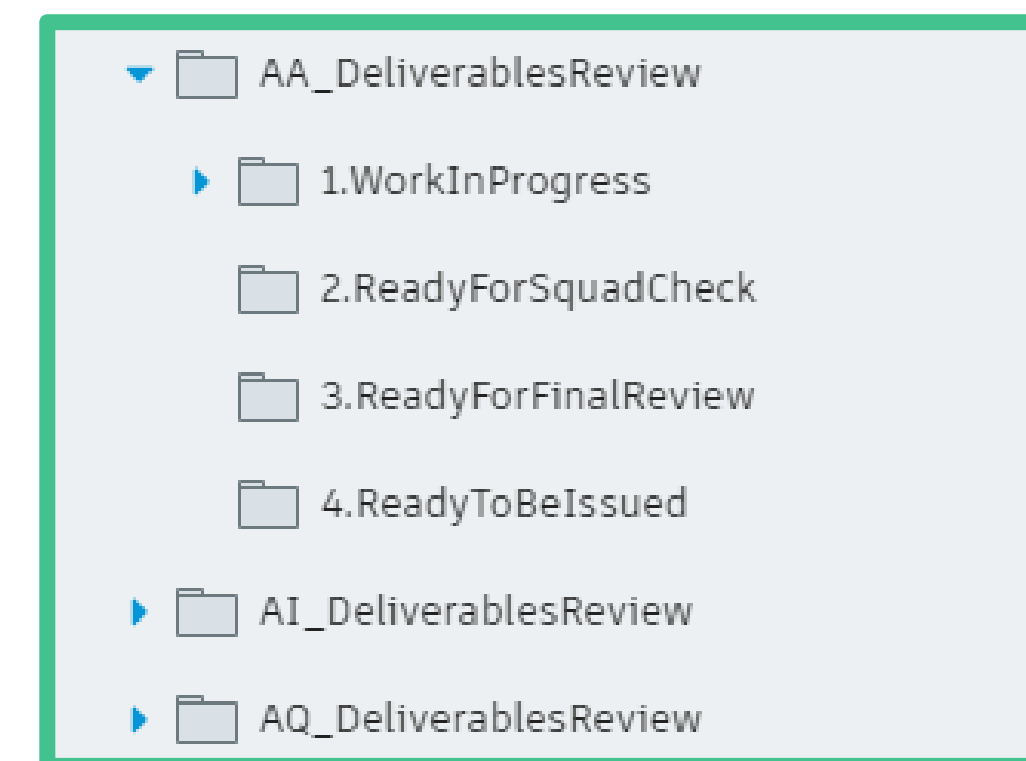 AA_DeliverablesReview
1.WorkInProgress
2.ReadyForSquadCheck
3.ReadyForFinalReview
4.ReadyToBeIssued
AI_DeliverablesReview
AQ_DeliverablesReview